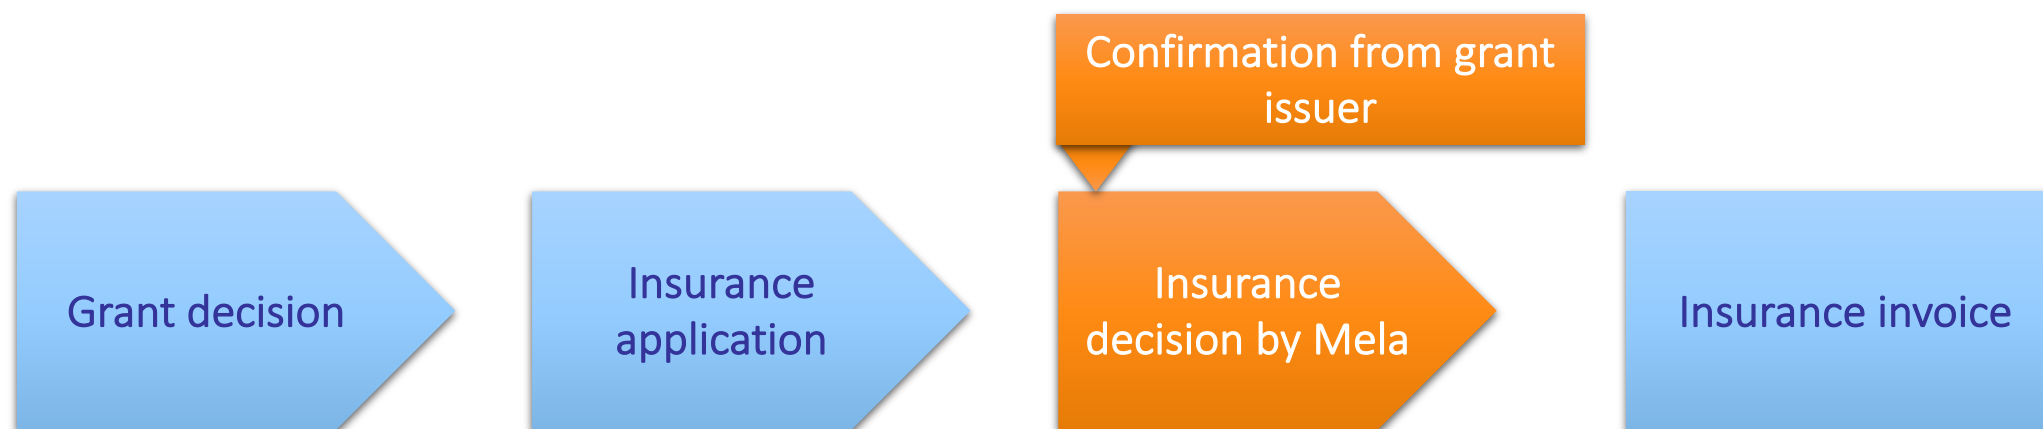 Confirmation from grant
issuer
Grant decision
Insurance
application
Insurance
decision by Mela
Insurance invoice